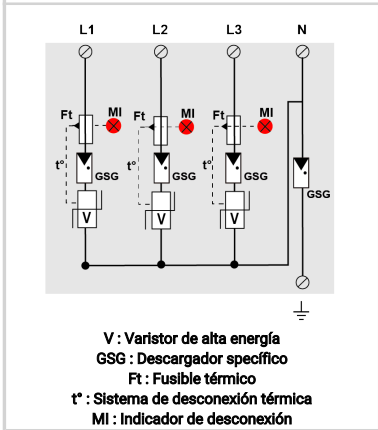 L1 L2 L3 N
Ft MI Ft MI Ft MI
t° GSG t° GSG t° GSG GSG
V V V
V : Varistor de alta energía
GSG : Descargador specífico
Ft : Fusible térmico
t° : Sistema de desconexión térmica
MI : Indicador de desconexión